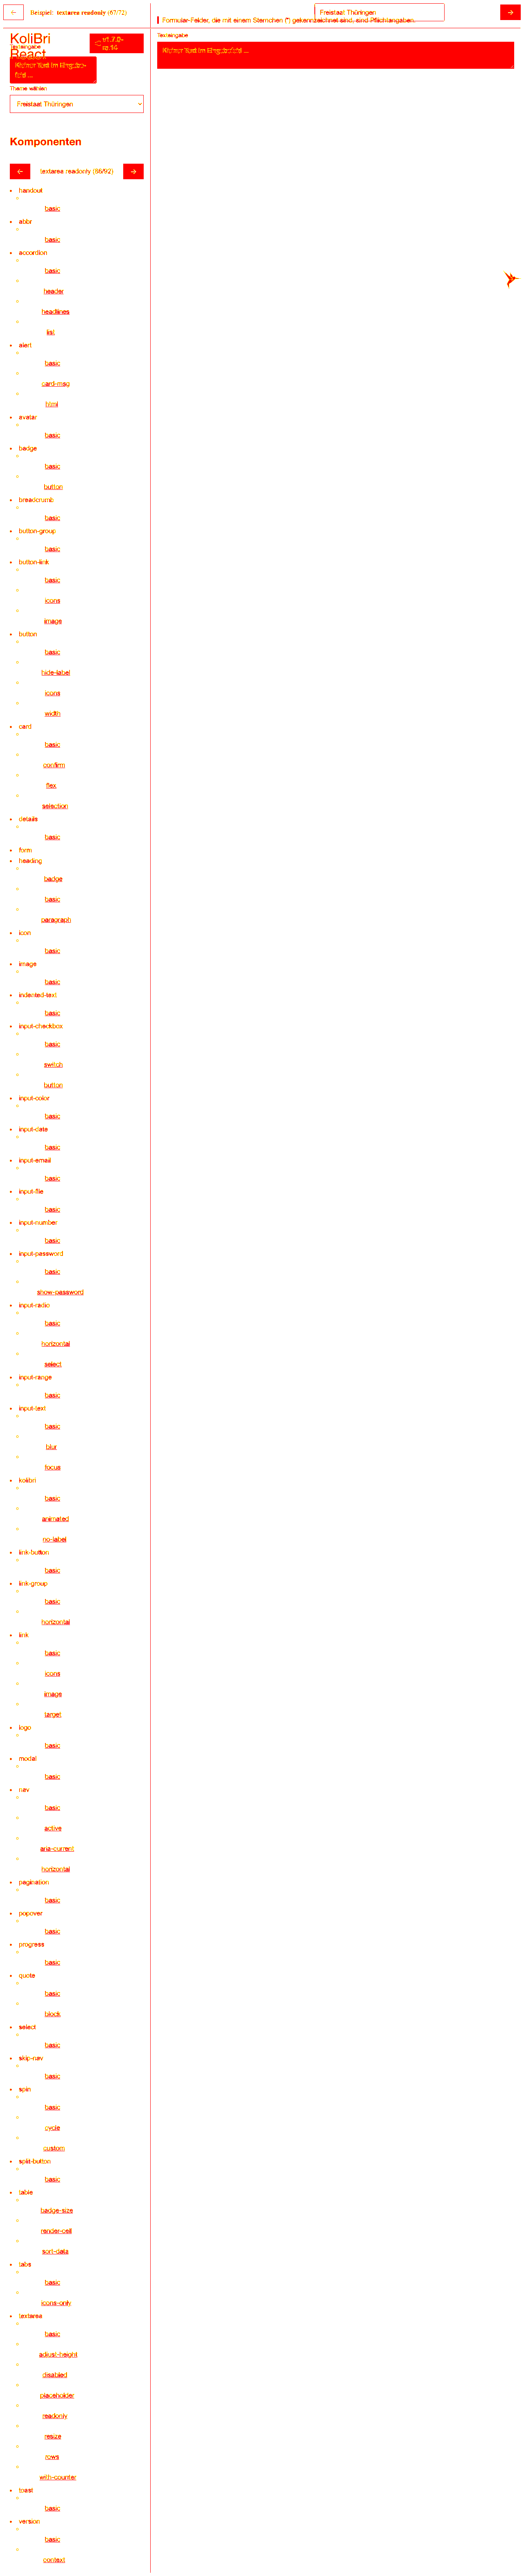 Beispiel: textarea readonly (67/72)
Freistaat Thüringen
Formular-Felder, die mit einem Sternchen (*) gekennzeichnet sind, sind Pflichtangaben.
KoliBri
React
Texteingabe
Texteingabe
Kleiner Text im Eingabefeld ...
Kleiner Text im Eingabe-
feld ...
Theme wählen
Freistaat Thüringen
Komponenten
textarea readonly (86/92)
handout
basic
abbr
basic
accordion
basic
header
headlines
list
alert
basic
card-msg
html
avatar
basic
badge
basic
button
breadcrumb
basic
button-group
basic
button-link
basic
icons
image
button
basic
hide-label
icons
width
card
basic
confirm
flex
selection
details
basic
form
heading
badge
basic
paragraph
icon
basic
image
basic
indented-text
basic
input-checkbox
basic
switch
button
input-color
basic
input-date
basic
input-email
basic
input-file
basic
input-number
basic
input-password
basic
show-password
input-radio
basic
horizontal
select
input-range
basic
input-text
basic
blur
focus
kolibri
basic
animated
no-label
link-button
basic
link-group
basic
horizontal
link
basic
icons
image
target
logo
basic
modal
basic
nav
basic
active
aria-current
horizontal
pagination
basic
popover
basic
progress
basic
quote
basic
block
select
basic
skip-nav
basic
spin
basic
cycle
custom
split-button
basic
table
badge-size
render-cell
sort-data
tabs
basic
icons-only
textarea
basic
adjust-height
disabled
placeholder
readonly
resize
rows
with-counter
toast
basic
version
basic
context